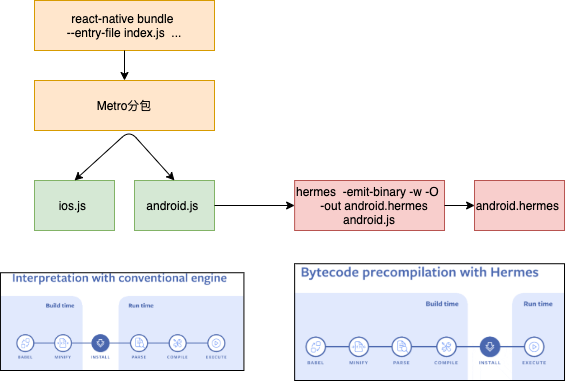 react-native bundle
--entry-file index.js ...
Metro分包
ios.js
android.js
hermes -emit-binary -w -O
-out android.hermes
android.js
android.hermes
Interpretation with conventional engine
Build time
Run time
BABEL
MINIFY
INSTALL
PARSE
COMPILE
EXECUTE
Bytecode precompilation with Hermes
Build time
Run time
BABEL
MINIFY
PARSE
COMPILE
INSTALL
EXECUTE